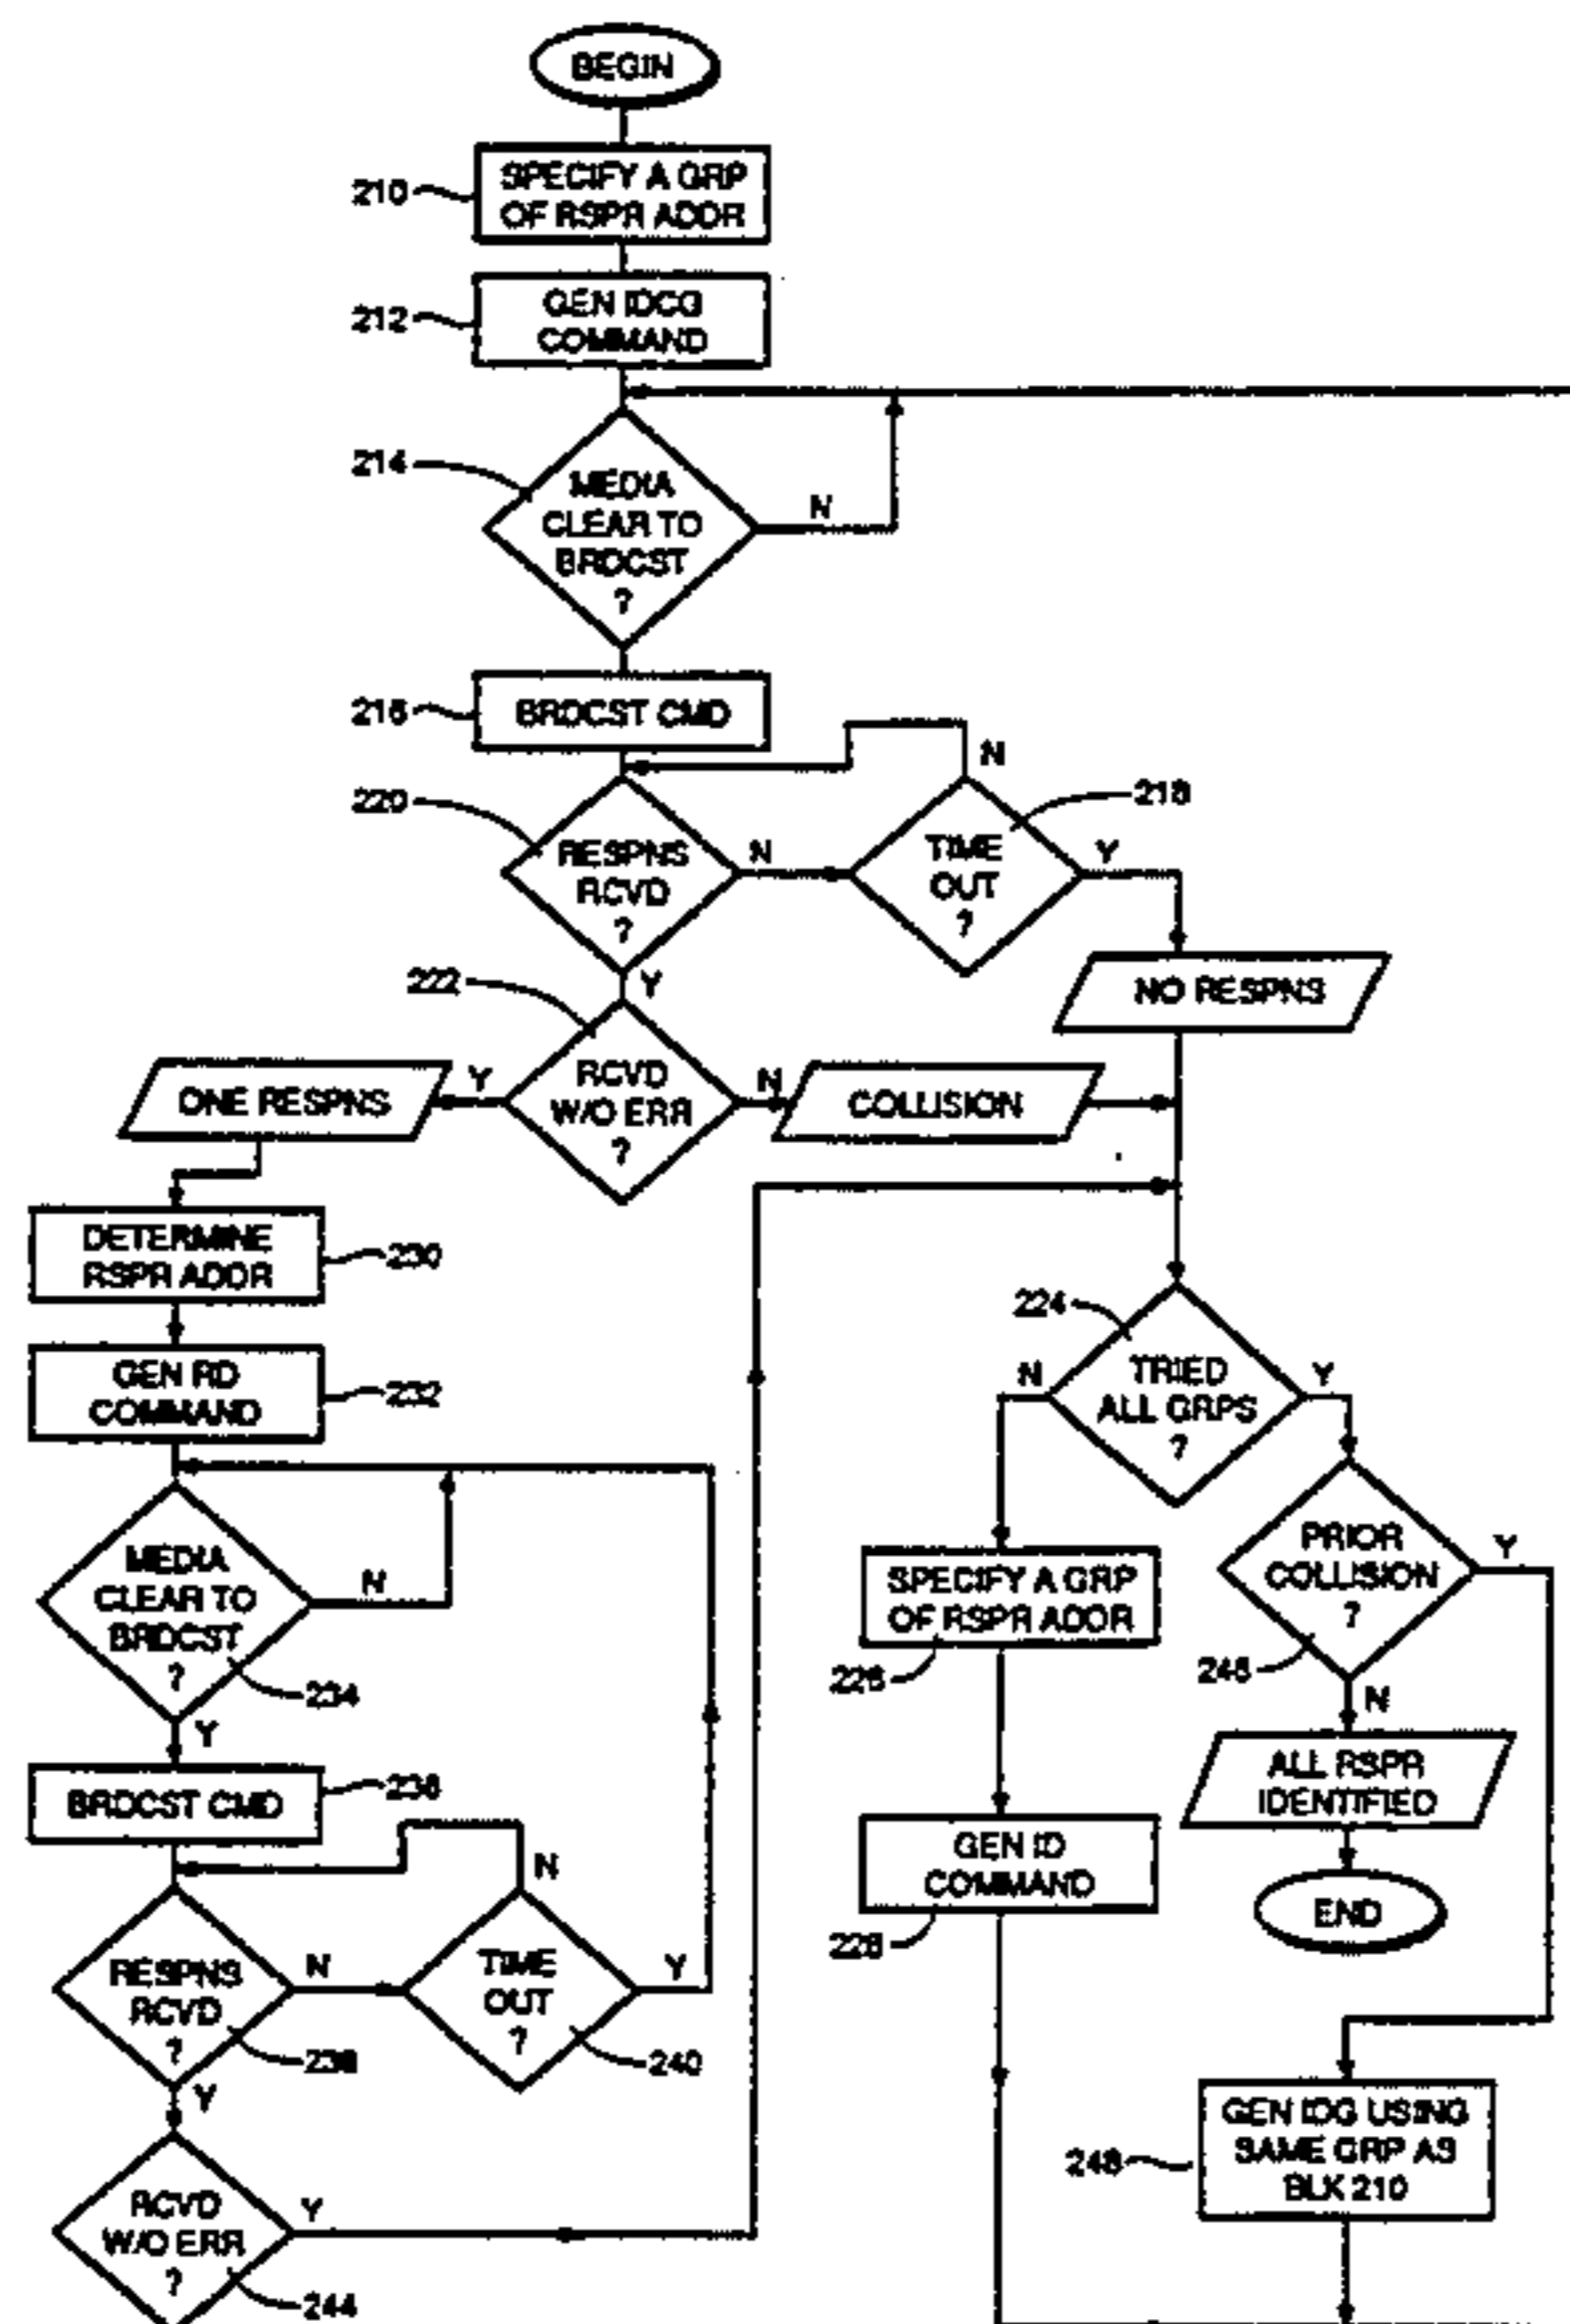 BEGIN
210
SPECIFY A GRP
OF RSPR ADDR
212
GEN IDCG
COMMAND
214
MEDIA
CLEAR TO
BRDCST
?
N
216
BRDCST CMD
N
218
220
RESPNS
RCVD
?
N
TIME
OUT
?
Y
Y
222
NO RESPNS
ONE RESPNS
Y
RCVD
W/O ERR
?
N
COLLISION
DETERMINE
RSPR ADDR
230
224
TRIED
ALL GRPS
?
N
Y
GEN RD
COMMAND
232
MEDIA
CLEAR TO
BRDCST
?
N
234
Y
SPECIFY A GRP
OF RSPR ADDR
226
PRIOR
COLLISION
?
Y
246
N
BRDCST CMD
236
ALL RSPR
IDENTIFIED
GEN ID
COMMAND
228
END
N
RESPNS
RCVD
?
N
238
TIME
OUT
?
Y
240
Y
GEN IDG USING
SAME GRP AS
BLK 210
248
RCVD
W/O ERR
?
Y
244